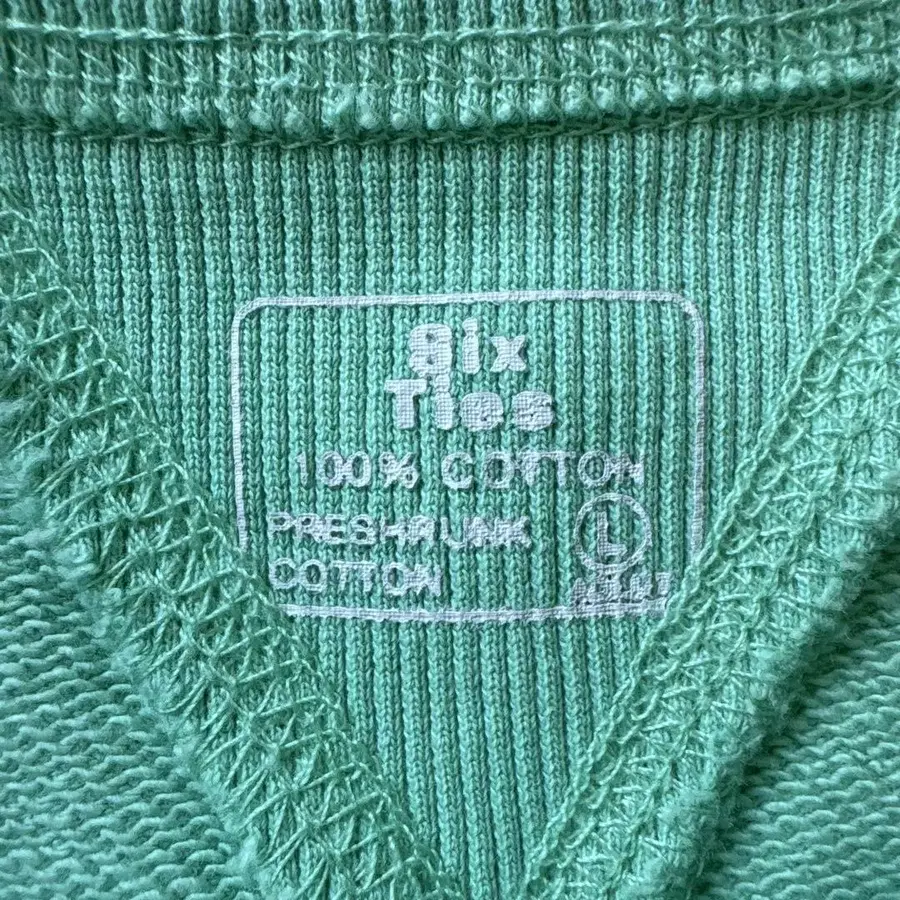 Six
Ties
100% COTTON
PRESHRUNK
L
COTTON